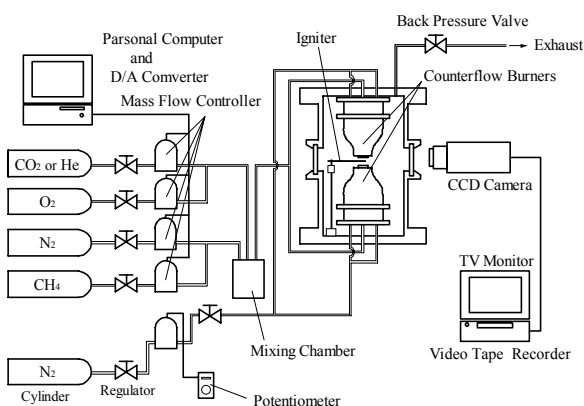 Back Pressure Valve
Igniter
Exhaust
Parsonal Computer
and
D/A Comverter
Counterflow Burners
Mass Flow Controller
CO2 or He
O2
N2
CH4
CCD Camera
TV Monitor
Mixing Chamber
Video Tape Recorder
N2
Cylinder
Regulator
Potentiometer